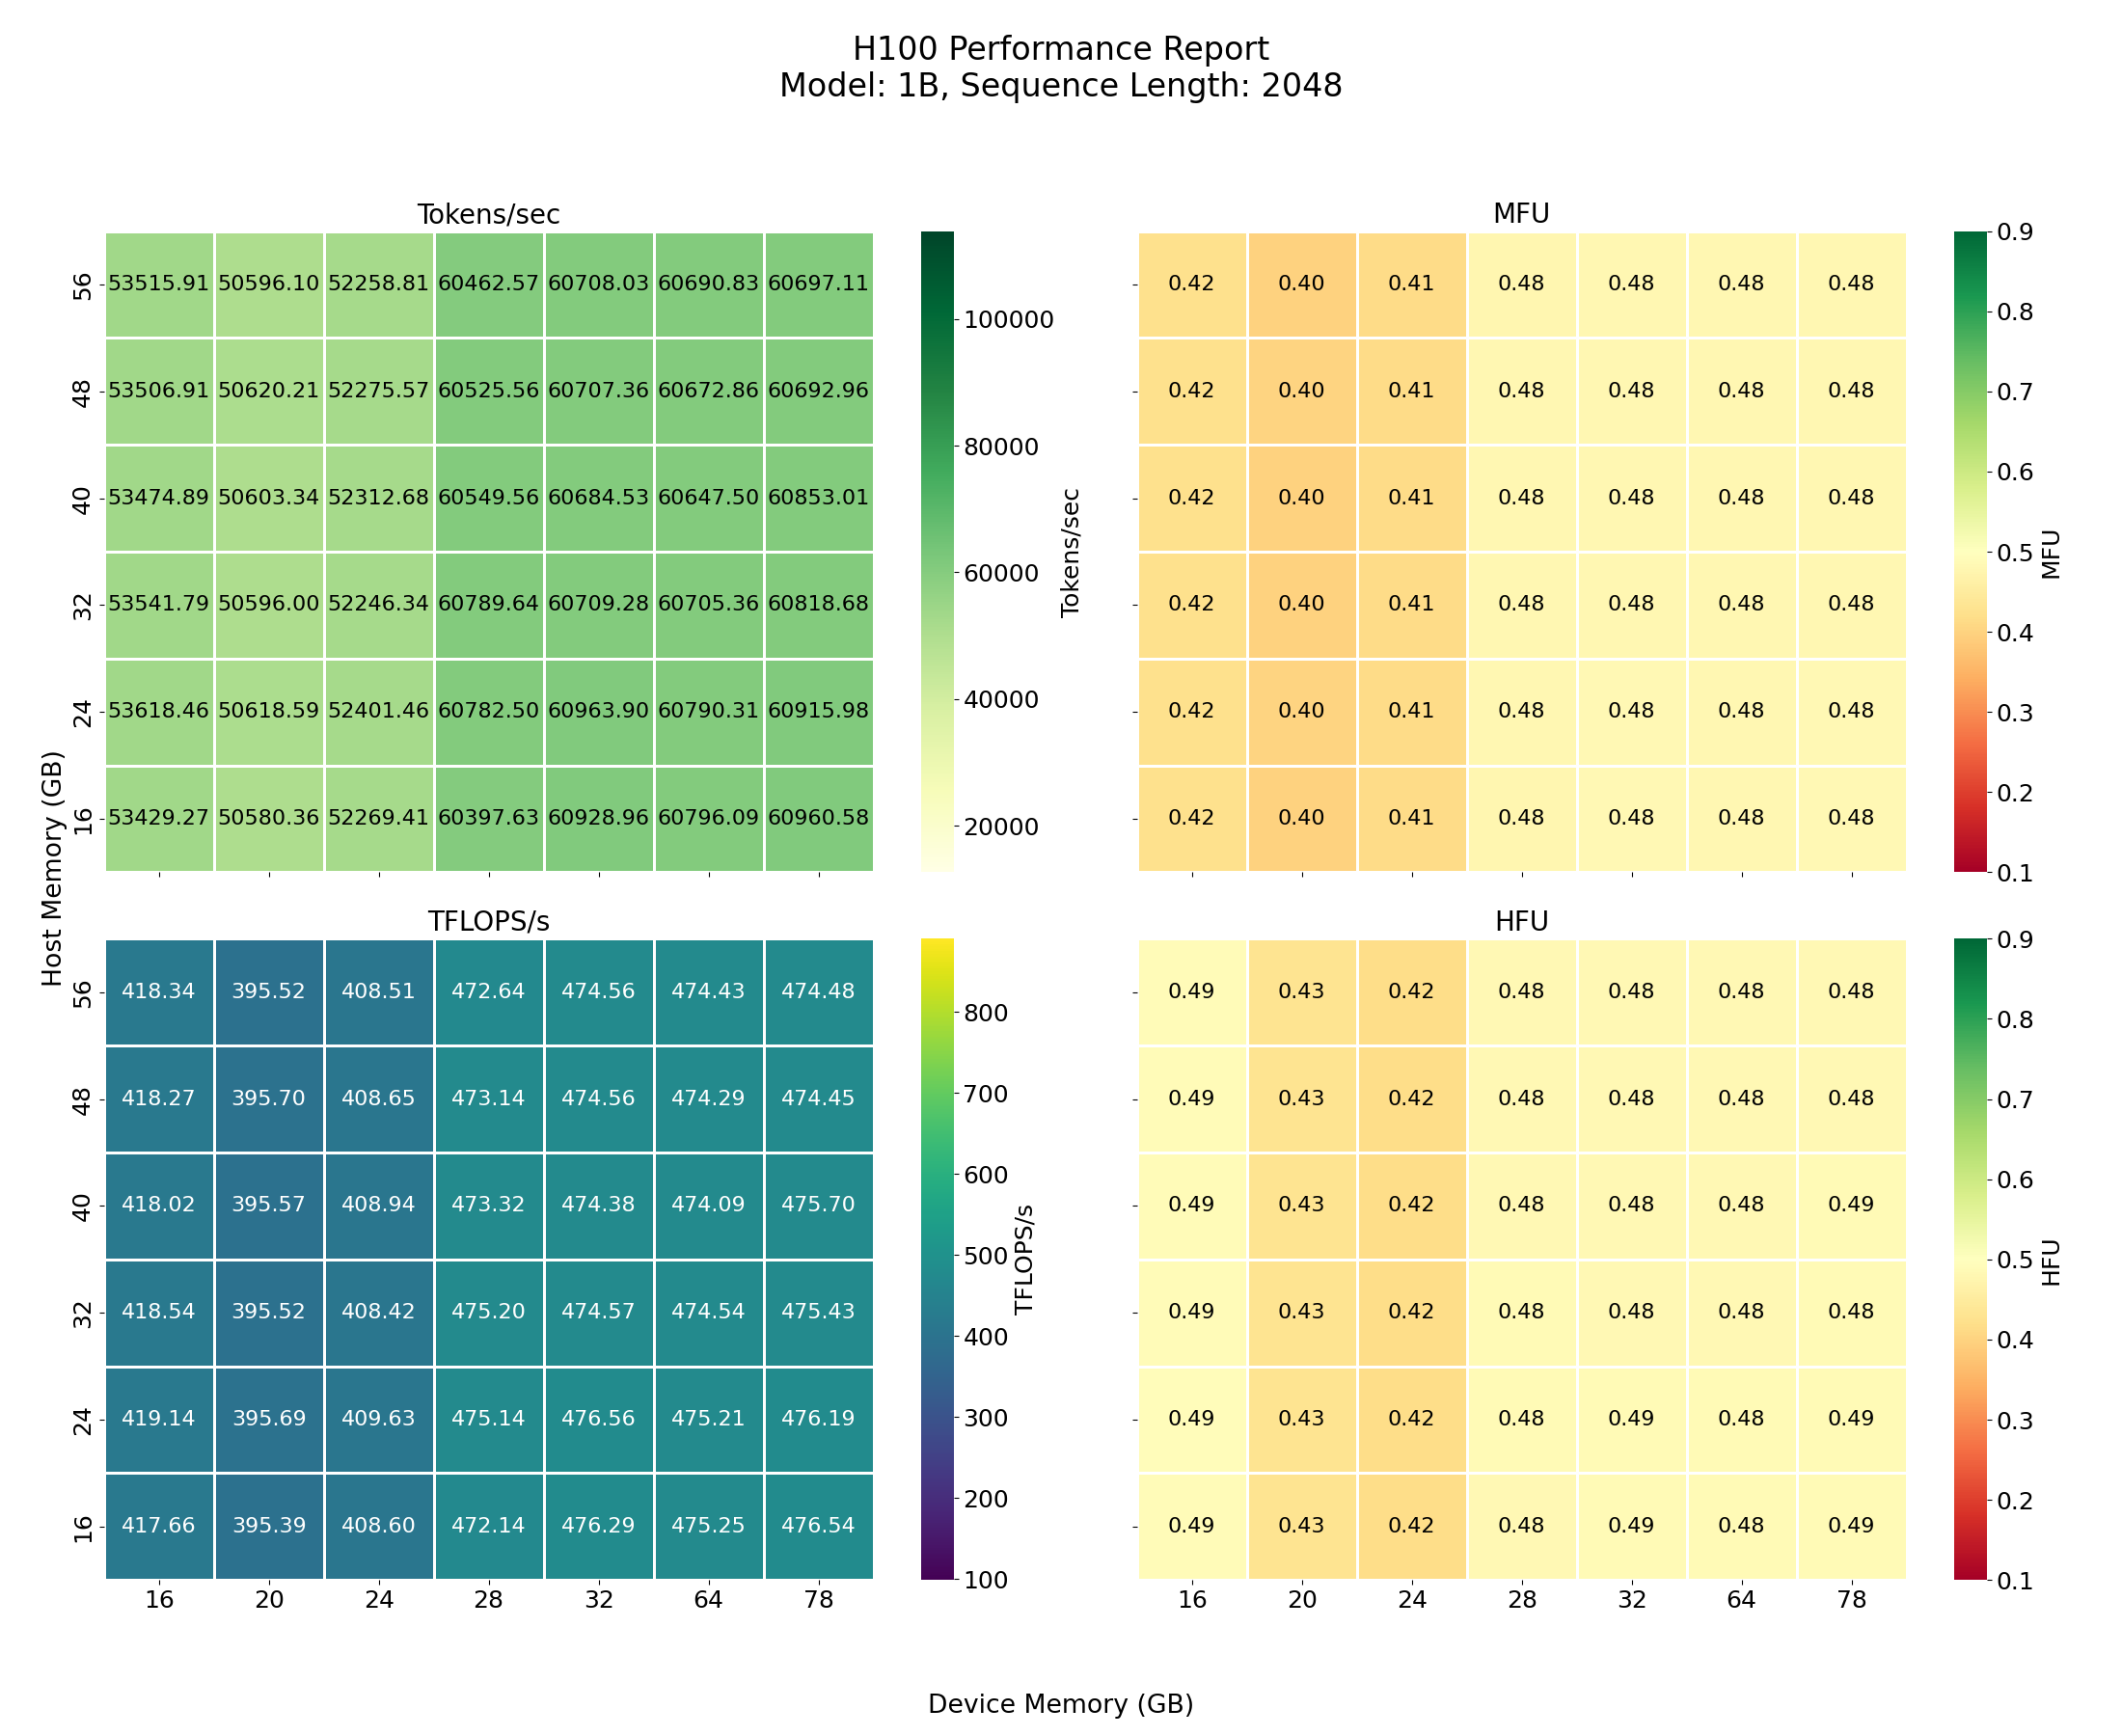 H100 Performance Report
Model: 1B, Sequence Length: 2048
Tokens/sec
56 53515.91 50596.10 52258.81 60462.57 60708.03 60690.83 60697.11
48 53506.91 50620.21 52275.57 60525.56 60707.36 60672.86 60692.96
40 53474.89 50603.34 52312.68 60549.56 60684.53 60647.50 60853.01
32 53541.79 50596.00 52246.34 60789.64 60709.28 60705.36 60818.68
24 53618.46 50618.59 52401.46 60782.50 60963.90 60790.31 60915.98
16 53429.27 50580.36 52269.41 60397.63 60928.96 60796.09 60960.58
100000
80000
60000
40000
20000
Tokens/sec
MFU
0.42 0.40 0.41 0.48 0.48 0.48 0.48
0.42 0.40 0.41 0.48 0.48 0.48 0.48
0.42 0.40 0.41 0.48 0.48 0.48 0.48
0.42 0.40 0.41 0.48 0.48 0.48 0.48
0.42 0.40 0.41 0.48 0.48 0.48 0.48
0.42 0.40 0.41 0.48 0.48 0.48 0.48
0.9
0.8
0.7
0.6
0.5
0.4
0.3
0.2
0.1
MFU
Host Memory (GB)
TFLOPS/s
56 418.34 395.52 408.51 472.64 474.56 474.43 474.48
48 418.27 395.70 408.65 473.14 474.56 474.29 474.45
40 418.02 395.57 408.94 473.32 474.38 474.09 475.70
32 418.54 395.52 408.42 475.20 474.57 474.54 475.43
24 419.14 395.69 409.63 475.14 476.56 475.21 476.19
16 417.66 395.39 408.60 472.14 476.29 475.25 476.54
16 20 24 28 32 64 78
800
700
600
500
400
300
200
100
TFLOPS/s
HFU
0.49 0.43 0.42 0.48 0.48 0.48 0.48
0.49 0.43 0.42 0.48 0.48 0.48 0.48
0.49 0.43 0.42 0.48 0.48 0.48 0.49
0.49 0.43 0.42 0.48 0.48 0.48 0.48
0.49 0.43 0.42 0.48 0.49 0.48 0.49
0.49 0.43 0.42 0.48 0.49 0.48 0.49
16 20 24 28 32 64 78
0.9
0.8
0.7
0.6
0.5
0.4
0.3
0.2
0.1
HFU
Device Memory (GB)